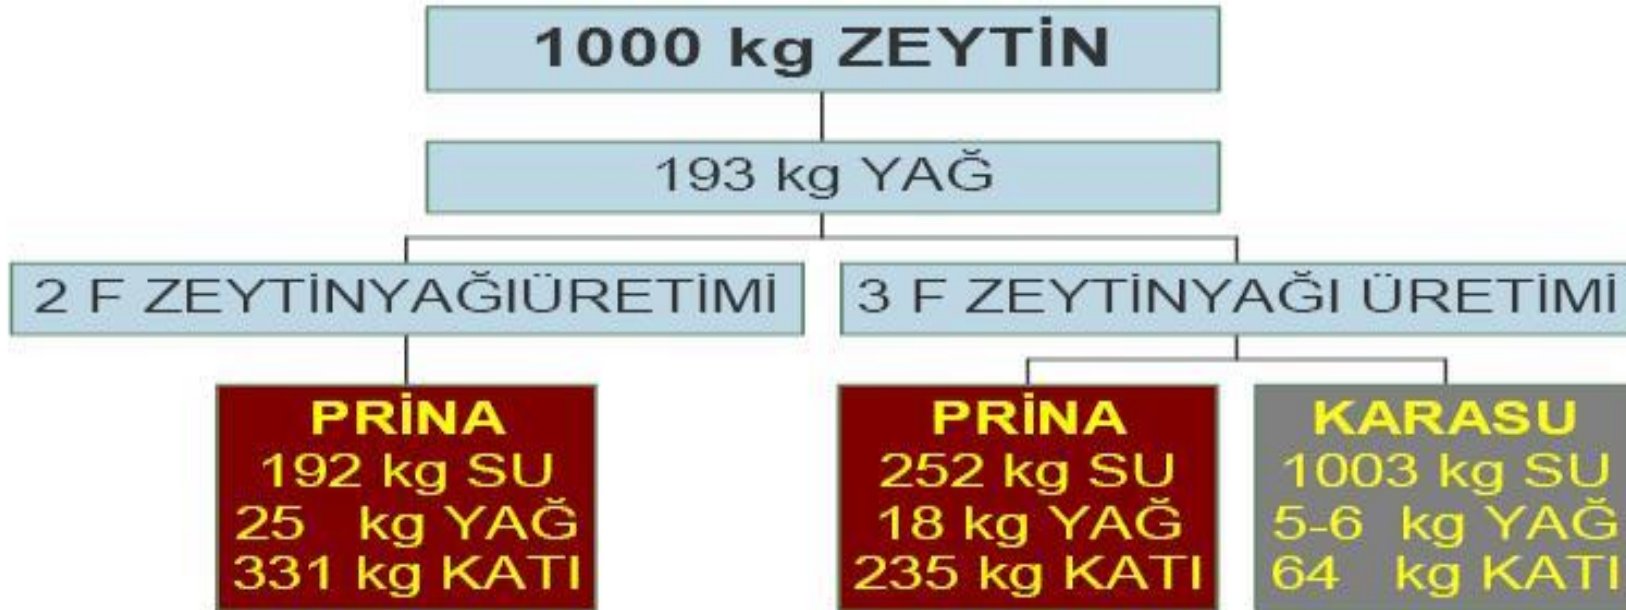 1000 kg ZEYTİN
193 kg YAĞ
2 F ZEYTİNYAĞIÜRETİMİ
3 F ZEYTİNYAĞI ÜRETİMİ
PRİNA
192 kg SU
25 kg YAĞ
331 kg KATI
PRİNA
252 kg SU
18 kg YAĞ
235 kg KATI
KARASU
1003 kg SU
5-6 kg YAĞ
64 kg KATI